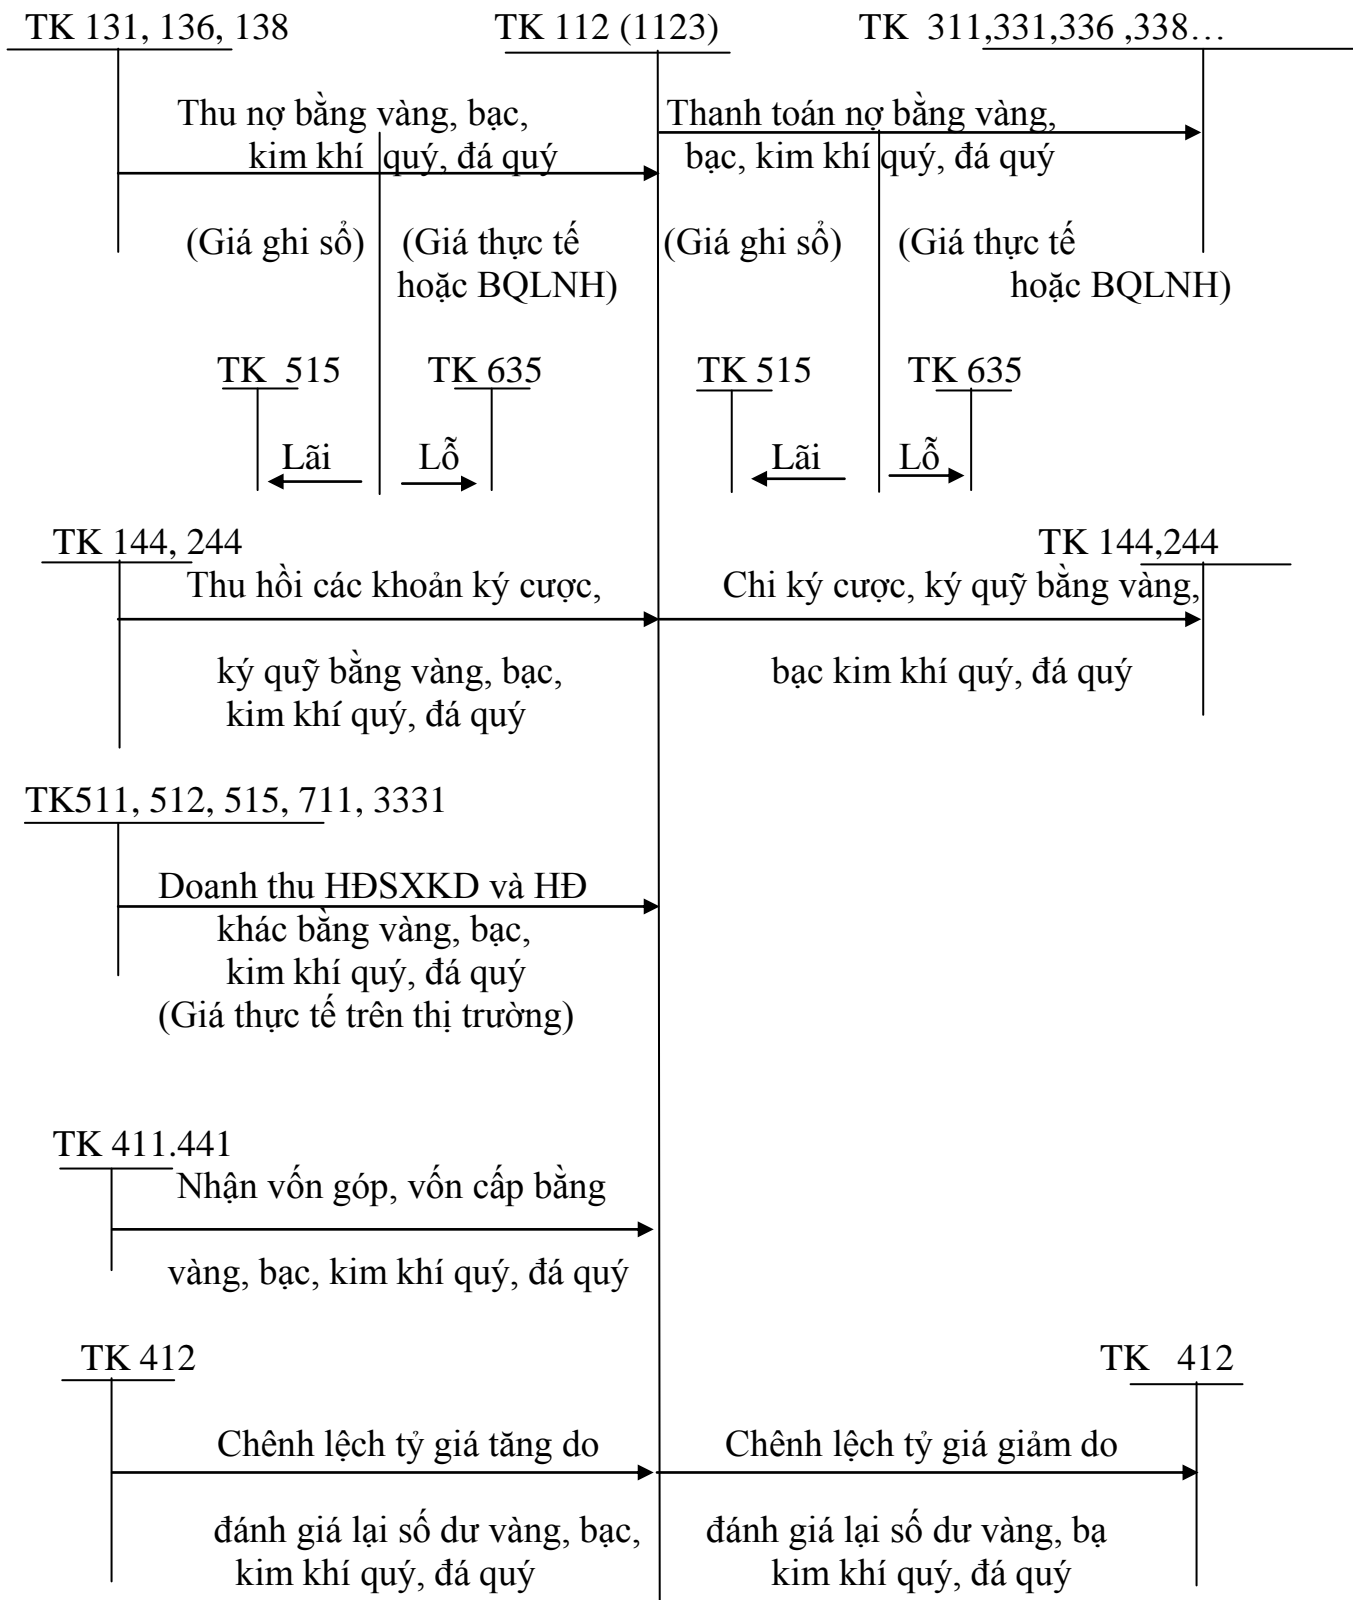 TK 131, 136, 138 TK 112 (1123) TK 311,331,336 ,338…
Thu nợ bằng vàng, bạc,
kim khí quý, đá quý
Thanh toán nợ bằng vàng,
bạc, kim khí quý, đá quý
(Giá ghi sổ) (Giá thực tế
hoặc BQLNH)
(Giá ghi sổ) (Giá thực tế
hoặc BQLNH)
TK 515 TK 635 TK 515 TK 635
Lãi Lỗ Lãi Lỗ
TK 144, 244 TK 144,244
Thu hồi các khoản ký cược,
ký quỹ bằng vàng, bạc,
kim khí quý, đá quý
Chi ký cược, ký quỹ bằng vàng,
bạc kim khí quý, đá quý
TK511, 512, 515, 711, 3331
Doanh thu HĐSXKD và HĐ
khác bằng vàng, bạc,
kim khí quý, đá quý
(Giá thực tế trên thị trường)
TK 411.441
Nhận vốn góp, vốn cấp bằng
vàng, bạc, kim khí quý, đá quý
TK 412 TK 412
Chênh lệch tỷ giá tăng do
đánh giá lại số dư vàng, bạc,
kim khí quý, đá quý
Chênh lệch tỷ giá giảm do
đánh giá lại số dư vàng, bạ
kim khí quý, đá quý